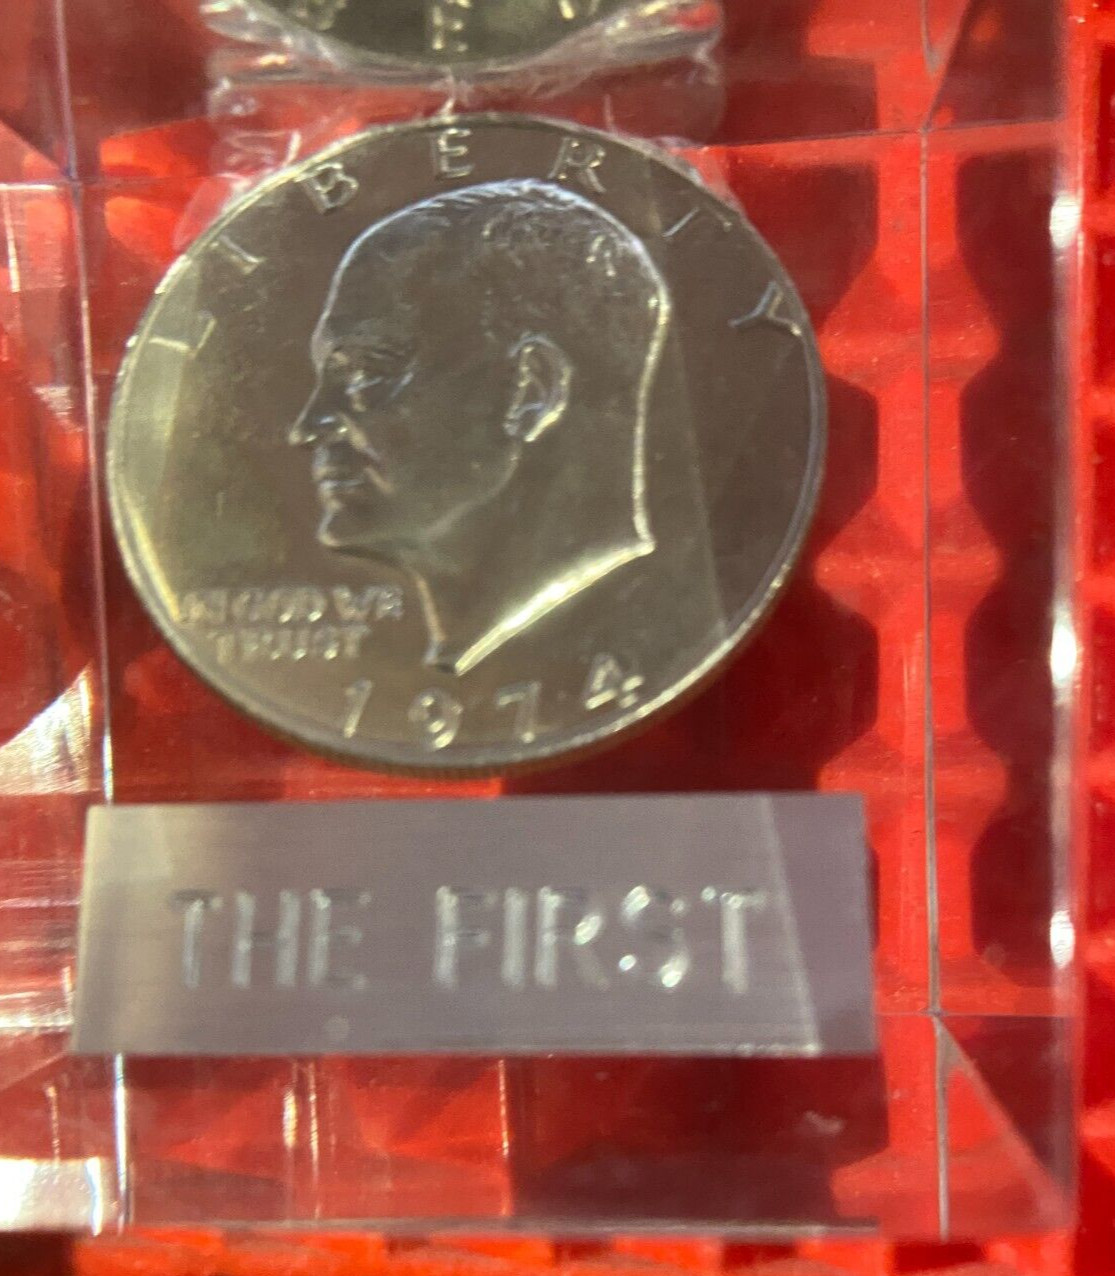 LIBERTY
IN GOD WE
TRUST
1974
THE FIRST